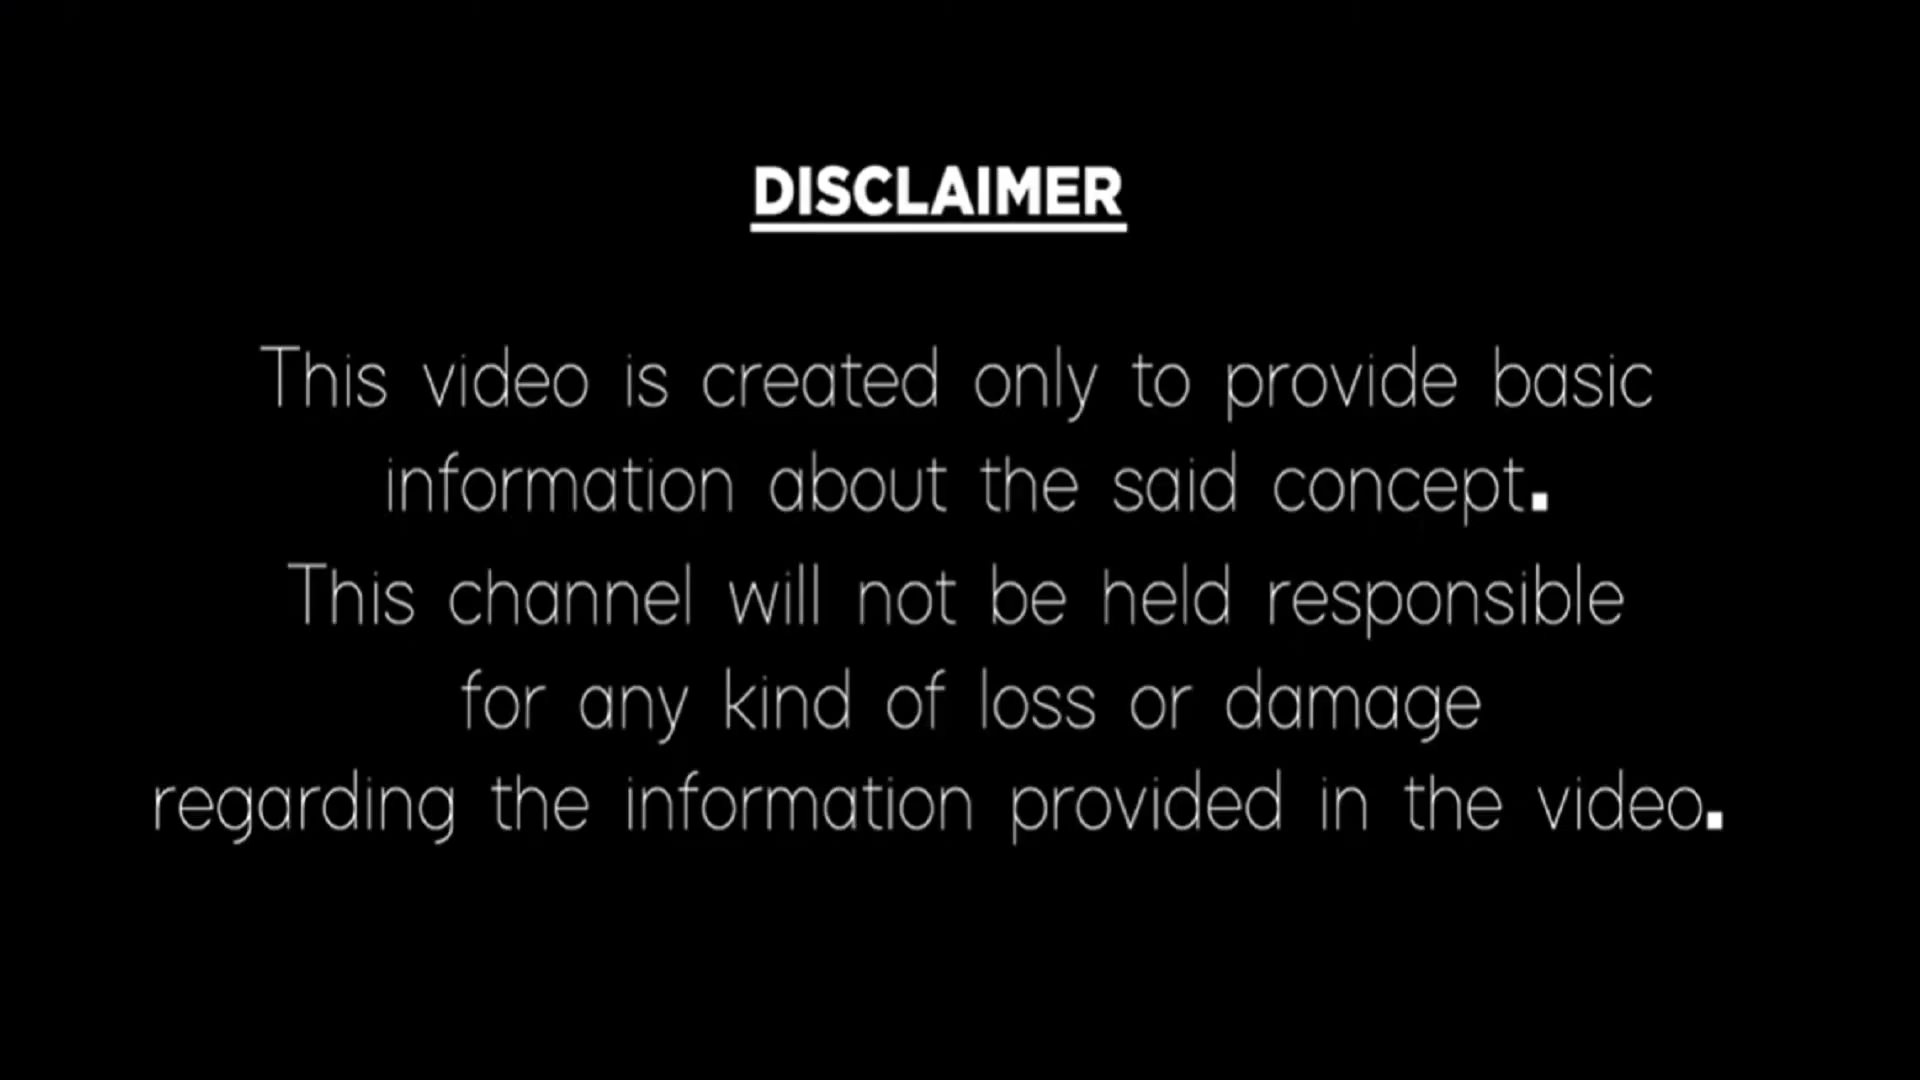 DISCLAIMER
This video is created only to provide basic
information about the said concept.
This channel will not be held responsible
for any kind of loss or damage
regarding the information provided in the video.